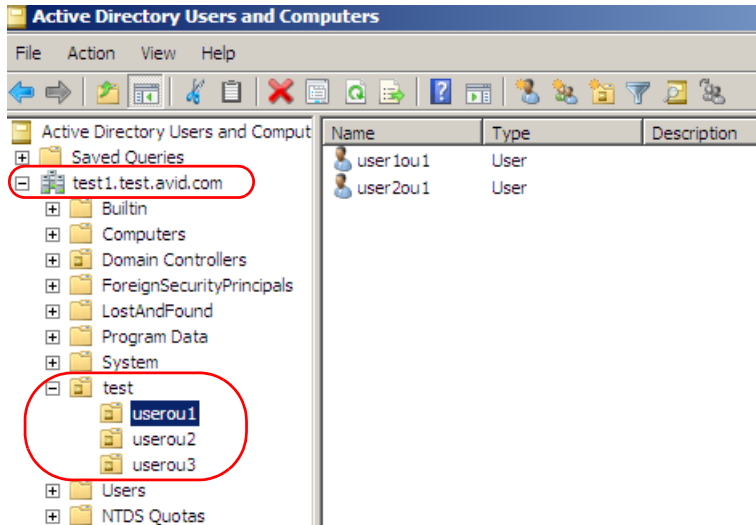 Active Directory Users and Computers
File Action View Help
Active Directory Users and Comput
Name Type Description
Saved Queries
user1ou1 User
test1.test.avid.com
user2ou1 User
Builtin
Computers
Domain Controllers
ForeignSecurityPrincipals
LostAndFound
Program Data
System
test
userou1
userou2
userou3
Users
NTDS Quotas